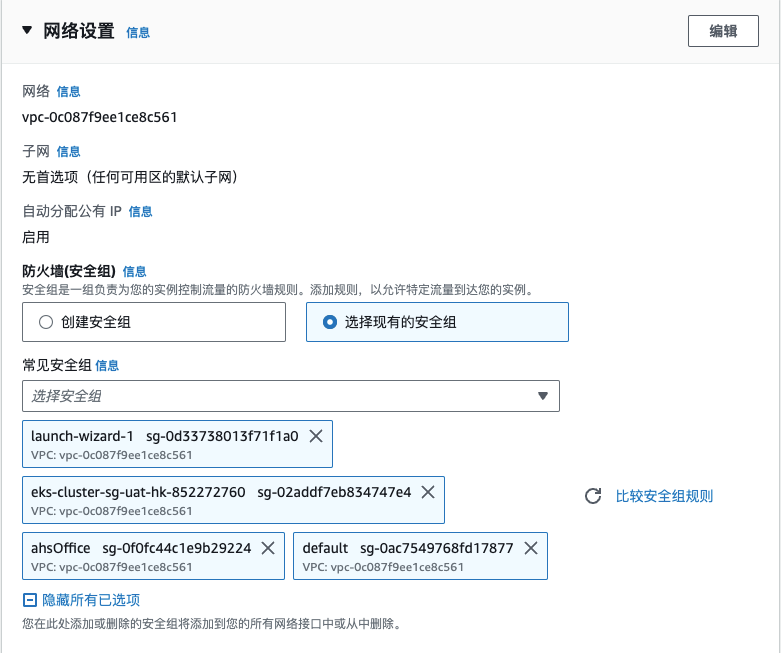 网络设置 信息
编辑
网络 信息
vpc-0c087f9ee1ce8c561
子网 信息
无首选项（任何可用区的默认子网）
自动分配公有 IP 信息
启用
防火墙(安全组) 信息
安全组是一组负责为您的实例控制流量的防火墙规则。添加规则，以允许特定流量到达您的实例。
创建安全组
选择现有的安全组
常见安全组 信息
选择安全组
launch-wizard-1 sg-0d33738013f71f1a0
VPC: vpc-0c087f9ee1ce8c561
eks-cluster-sg-uat-hk-852272760 sg-02addf7eb834747e4
VPC: vpc-0c087f9ee1ce8c561
比较安全组规则
ahsOffice sg-0f0fc44c1e9b29224
VPC: vpc-0c087f9ee1ce8c561
default sg-0ac7549768fd17877
VPC: vpc-0c087f9ee1ce8c561
隐藏所有已选项
您在此处添加或删除的安全组将添加到您的所有网络接口中或从中删除。